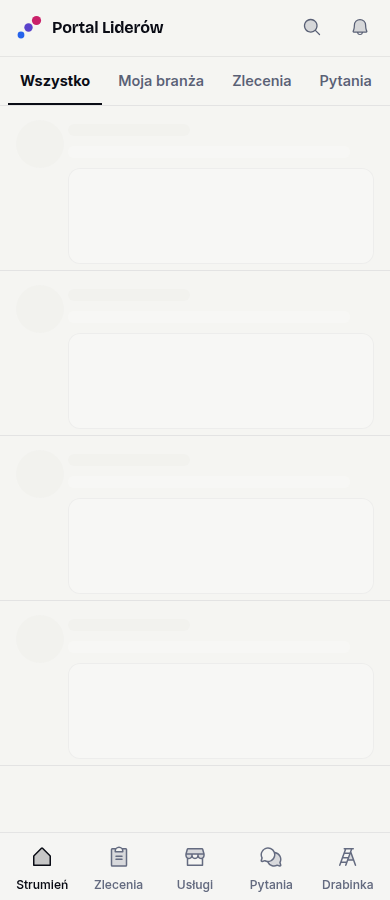 Portal Liderów
Wszystko Moja branża Zlecenia Pytania
Strumień Zlecenia Usługi Pytania Drabinka